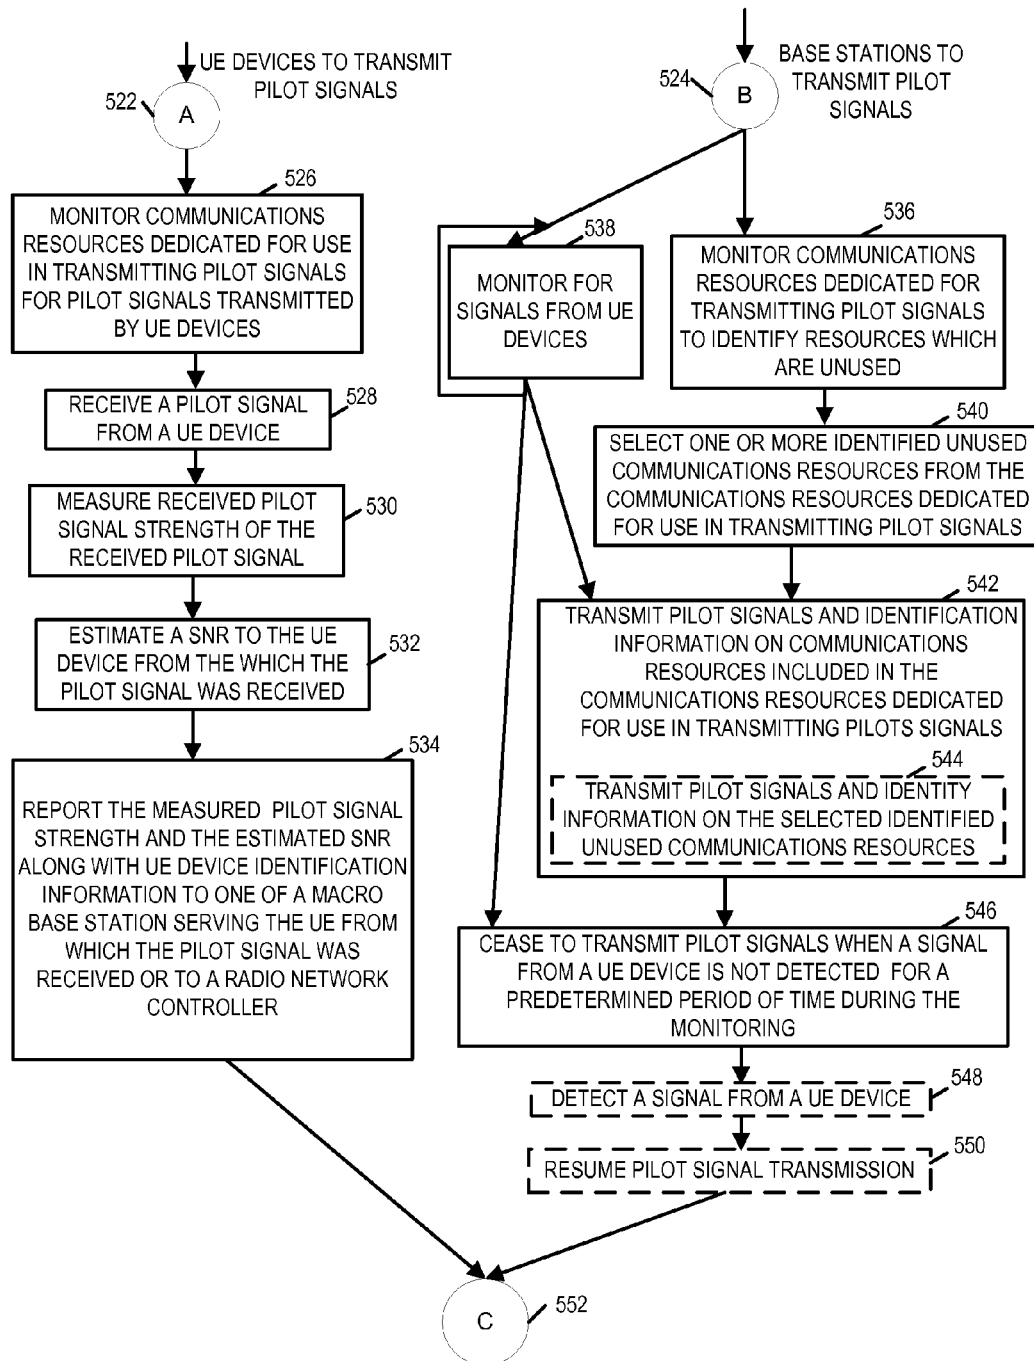 UE DEVICES TO TRANSMIT
PILOT SIGNALS
522
A
526
MONITOR COMMUNICATIONS
RESOURCES DEDICATED FOR USE
IN TRANSMITTING PILOT SIGNALS
FOR PILOT SIGNALS TRANSMITTED
BY UE DEVICES
528
RECEIVE A PILOT SIGNAL
FROM A UE DEVICE
530
MEASURE RECEIVED PILOT
SIGNAL STRENGTH OF THE
RECEIVED PILOT SIGNAL
532
ESTIMATE A SNR TO THE UE
DEVICE FROM THE WHICH THE
PILOT SIGNAL WAS RECEIVED
534
REPORT THE MEASURED PILOT SIGNAL
STRENGTH AND THE ESTIMATED SNR
ALONG WITH UE DEVICE IDENTIFICATION
INFORMATION TO ONE OF A MACRO
BASE STATION SERVING THE UE FROM
WHICH THE PILOT SIGNAL WAS
RECEIVED OR TO A RADIO NETWORK
CONTROLLER
BASE STATIONS TO
TRANSMIT PILOT
SIGNALS
524
B
538
MONITOR FOR
SIGNALS FROM UE
DEVICES
536
MONITOR COMMUNICATIONS
RESOURCES DEDICATED FOR
TRANSMITTING PILOT SIGNALS
TO IDENTIFY RESOURCES WHICH
ARE UNUSED
540
SELECT ONE OR MORE IDENTIFIED UNUSED
COMMUNICATIONS RESOURCES FROM THE
COMMUNICATIONS RESOURCES DEDICATED
FOR USE IN TRANSMITTING PILOT SIGNALS
542
TRANSMIT PILOT SIGNALS AND IDENTIFICATION
INFORMATION ON COMMUNICATIONS
RESOURCES INCLUDED IN THE
COMMUNICATIONS RESOURCES DEDICATED
FOR USE IN TRANSMITTING PILOTS SIGNALS
544
TRANSMIT PILOT SIGNALS AND IDENTITY
INFORMATION ON THE SELECTED IDENTIFIED
UNUSED COMMUNICATIONS RESOURCES
546
CEASE TO TRANSMIT PILOT SIGNALS WHEN A SIGNAL
FROM A UE DEVICE IS NOT DETECTED FOR A
PREDETERMINED PERIOD OF TIME DURING THE
MONITORING
548
DETECT A SIGNAL FROM A UE DEVICE
550
RESUME PILOT SIGNAL TRANSMISSION
C
552